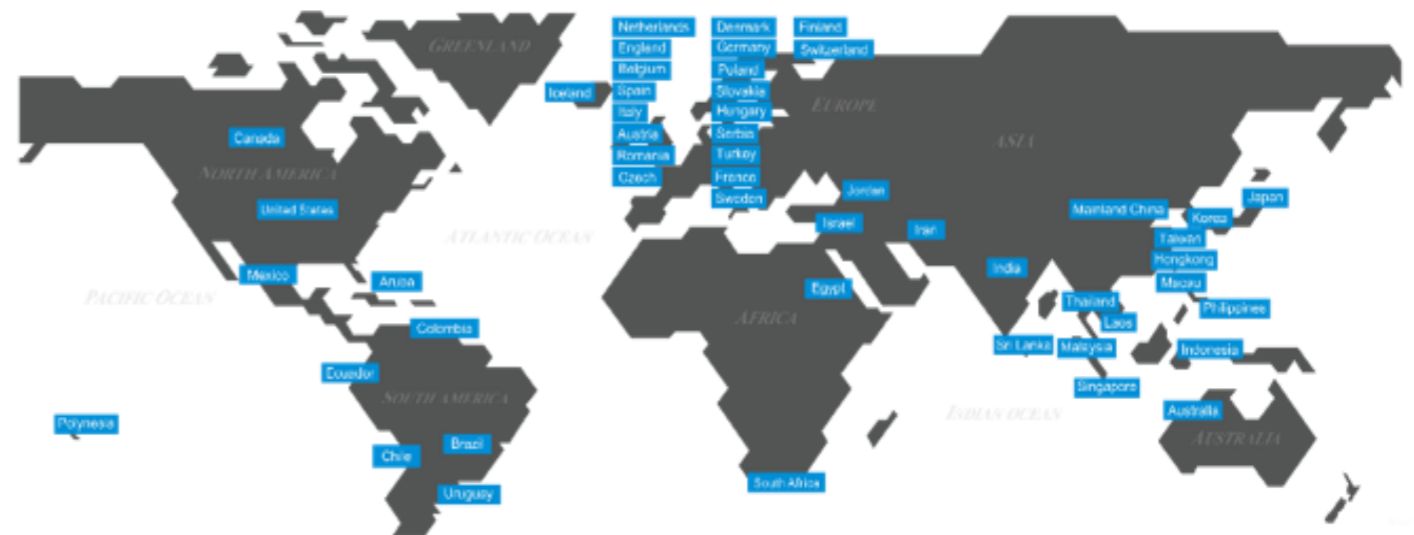 GREENLAND
Netherlands Denmark Finland
England Germany Switzerland
Belgium Poland
Iceland Spain Slovakia
Italy Hungary
EUROPE
Austria Serbia
Canada
ASIA
Romania Turkey
NORTH AMERICA
Czech France
Sweden
Jordan
Japan
United States
Mainland China
Korea
Israel
Iran
ATLANTIC OCEAN
Taiwan
Hongkong
India
Mexico
Aruba
Macau
Egypt
PACIFIC OCEAN
Thailand
Philippines
AFRICA
Laos
Colombia
Sri Lanka Malaysia
Indonesia
Ecuador
Singapore
SOUTH AMERICA
INDIAN OCEAN
Australia
Polynesia
AUSTRALIA
Brazil
Chile
South Africa
Uruguay